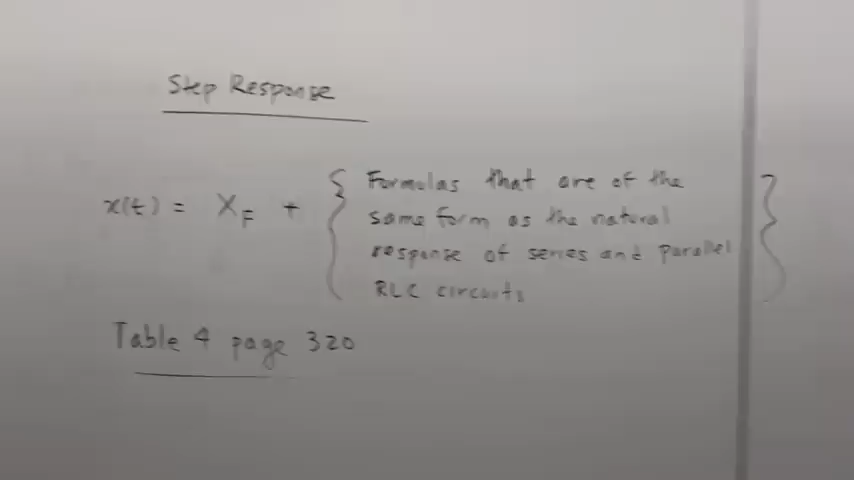 Step Response
x(t) = X_F + { Formulas that are of the
same form as the natural
response of series and parallel
RLC circuits }
Table 4 page 320